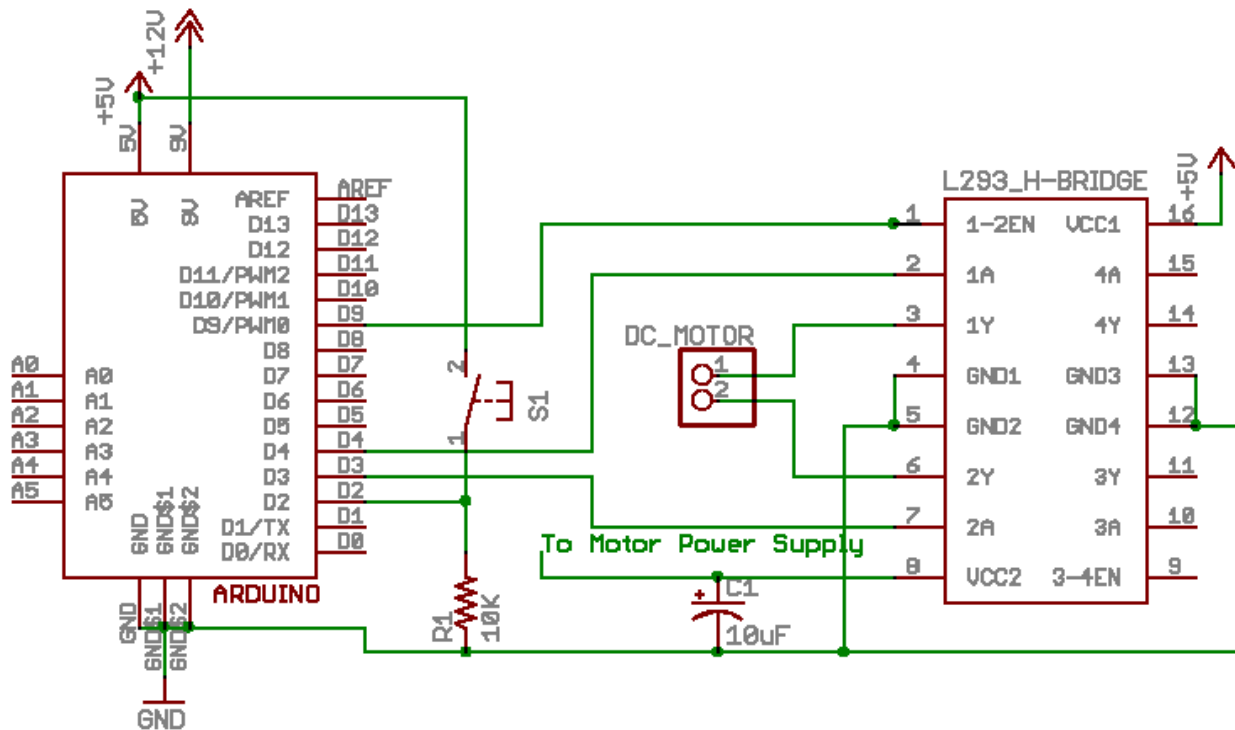 +12V
+5V
5V
9V
AREF
D13
D12
D11
D10
D9
D8
D7
D6
D5
D4
D3
D2
D1
D0
5V
9V
AREF
D13
D12
D11/PWM2
D10/PWM1
D9/PWM0
D8
D7
D6
D5
D4
D3
D2
D1/TX
D0/RX
A0
A1
A2
A3
A4
A5
A0
A1
A2
A3
A4
A5
GND
GND$1
GND$2
ARDUINO
GND
GND$1
GND$2
GND
2
1
S1
R1
10K
DC_MOTOR
1
2
To Motor Power Supply
+
C1
10uF
L293_H-BRIDGE
+5V
1
2
3
4
5
6
7
8
1-2EN
1A
1Y
GND1
GND2
2Y
2A
VCC2
VCC1
4A
4Y
GND3
GND4
3Y
3A
3-4EN
16
15
14
13
12
11
10
9